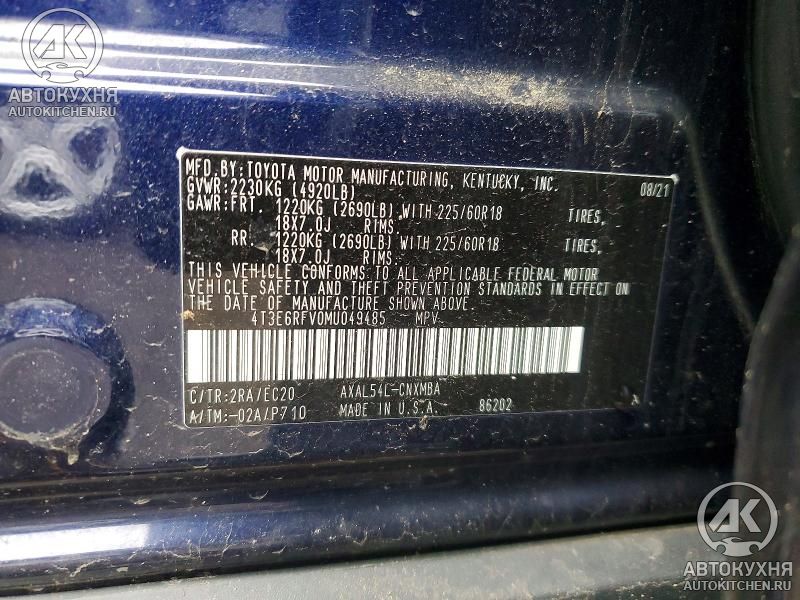 АВТОКУХНЯ
AUTOKITCHEN.RU
MFD.BY:TOYOTA MOTOR MANUFACTURING, KENTUCKY, INC. 08/21
GVWR:2230KG (4920LB)
GAWR:FRT. 1220KG (2690LB) WITH 225/60R18 TIRES,
18X7.0J RIMS.
RR. 1220KG (2690LB) WITH 225/60R18 TIRES,
18X7.0J RIMS.
THIS VEHICLE CONFORMS TO ALL APPLICABLE FEDERAL MOTOR
VEHICLE SAFETY AND THEFT PREVENTION STANDARDS IN EFFECT ON
THE DATE OF MANUFACTURE SHOWN ABOVE.
4T3E6RFV0MU049485 MPV
C/TR:2RA/EC20 AXAL54L-CNXMBA
A/TM:-02A/P710 MADE IN U.S.A. 86202
АВТОКУХНЯ
AUTOKITCHEN.RU